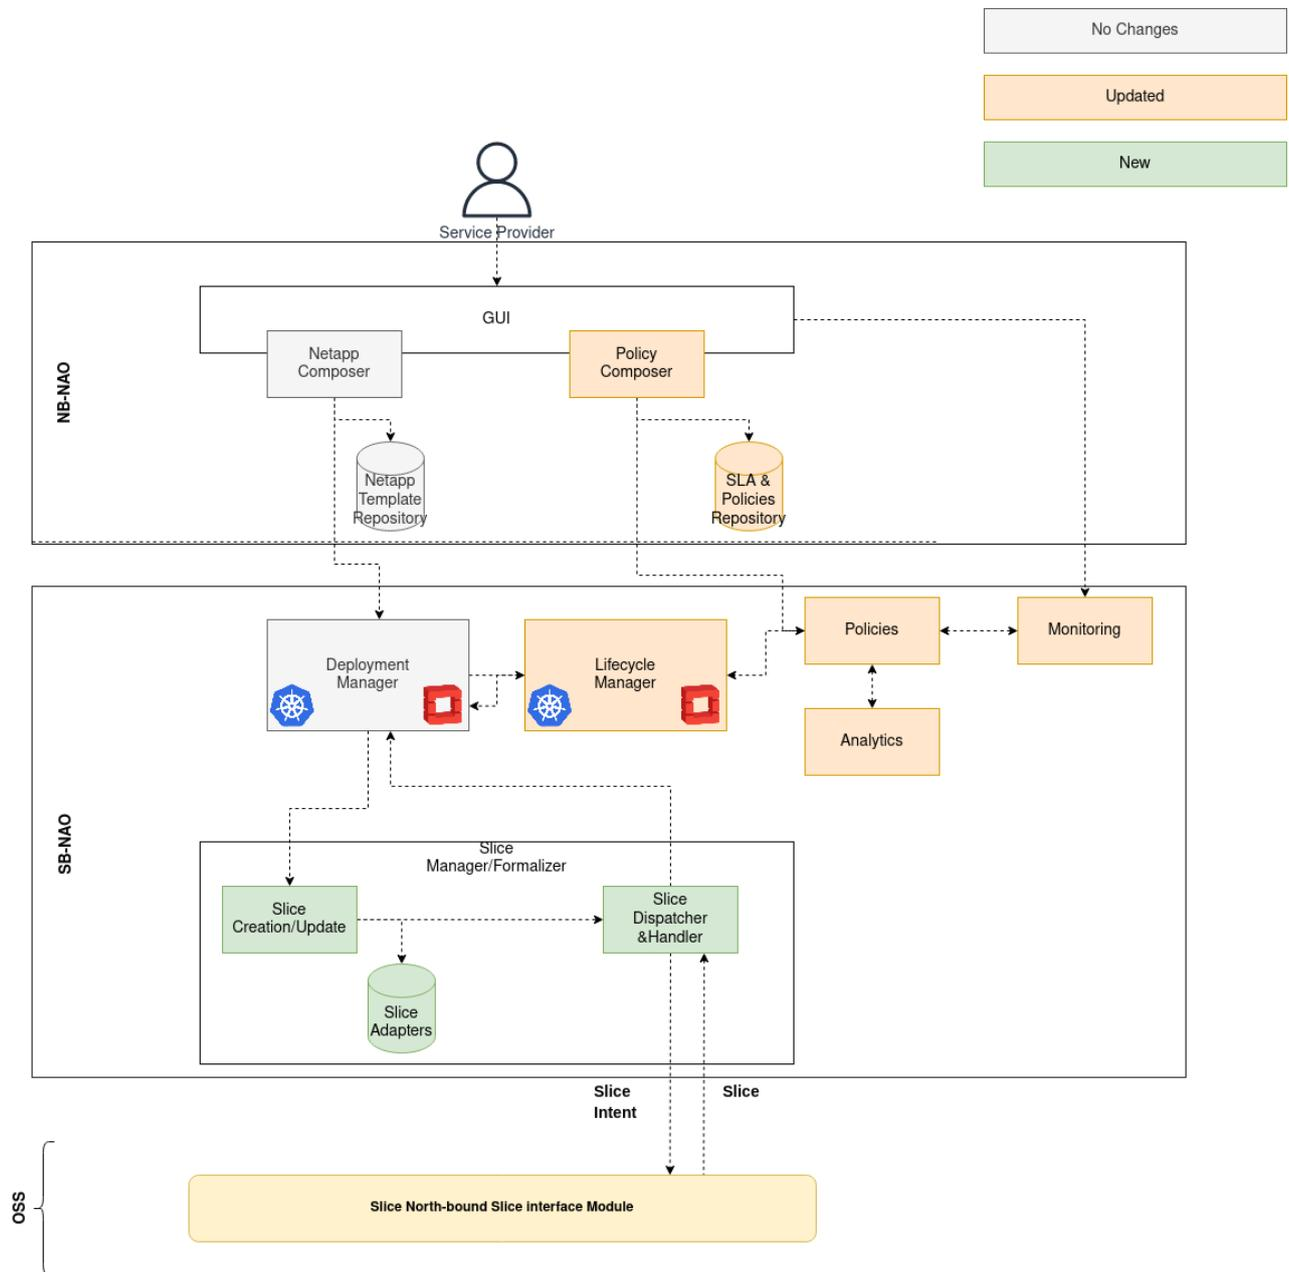 No Changes
Updated
New
Service Provider
GUI
Netapp
Composer
Policy
Composer
NB-NAO
Netapp
Template
Repository
SLA &
Policies
Repository
Policies
Monitoring
Deployment
Manager
Lifecycle
Manager
Analytics
SB-NAO
Slice
Manager/Formalizer
Slice
Creation/Update
Slice
Dispatcher
&Handler
Slice
Adapters
Slice
Intent
Slice
OSS
Slice North-bound Slice interface Module